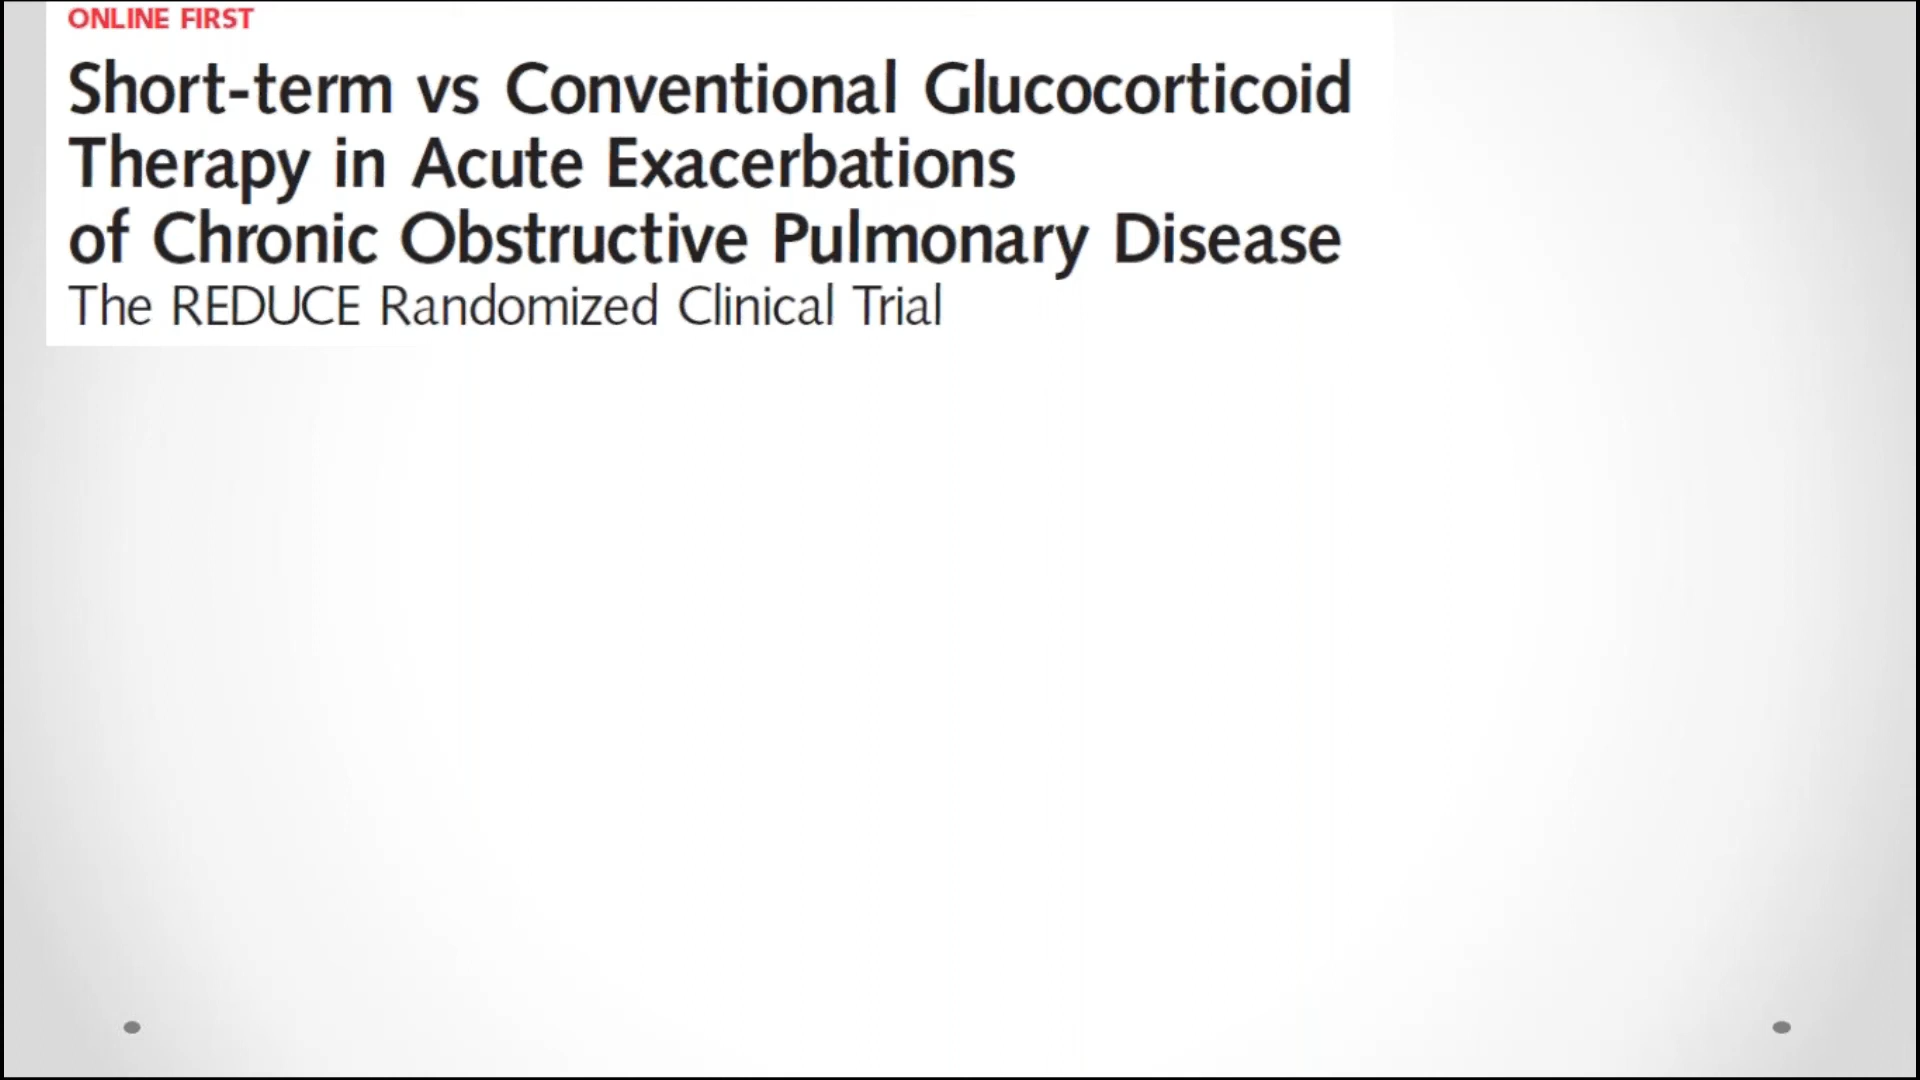 ONLINE FIRST
Short-term vs Conventional Glucocorticoid
Therapy in Acute Exacerbations
of Chronic Obstructive Pulmonary Disease
The REDUCE Randomized Clinical Trial